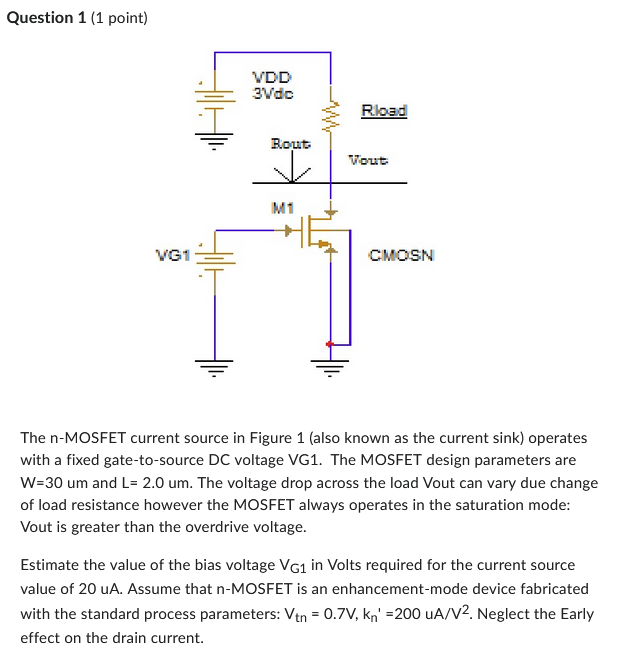 Question 1 (1 point)
VDD
3Vdc
Rload
Rout
Vout
M1
VG1
CMOSN
The n-MOSFET current source in Figure 1 (also known as the current sink) operates
with a fixed gate-to-source DC voltage VG1. The MOSFET design parameters are
W=30 um and L= 2.0 um. The voltage drop across the load Vout can vary due change
of load resistance however the MOSFET always operates in the saturation mode:
Vout is greater than the overdrive voltage.
Estimate the value of the bias voltage VG1 in Volts required for the current source
value of 20 uA. Assume that n-MOSFET is an enhancement-mode device fabricated
with the standard process parameters: Vtn = 0.7V, kn' =200 uA/V2. Neglect the Early
effect on the drain current.